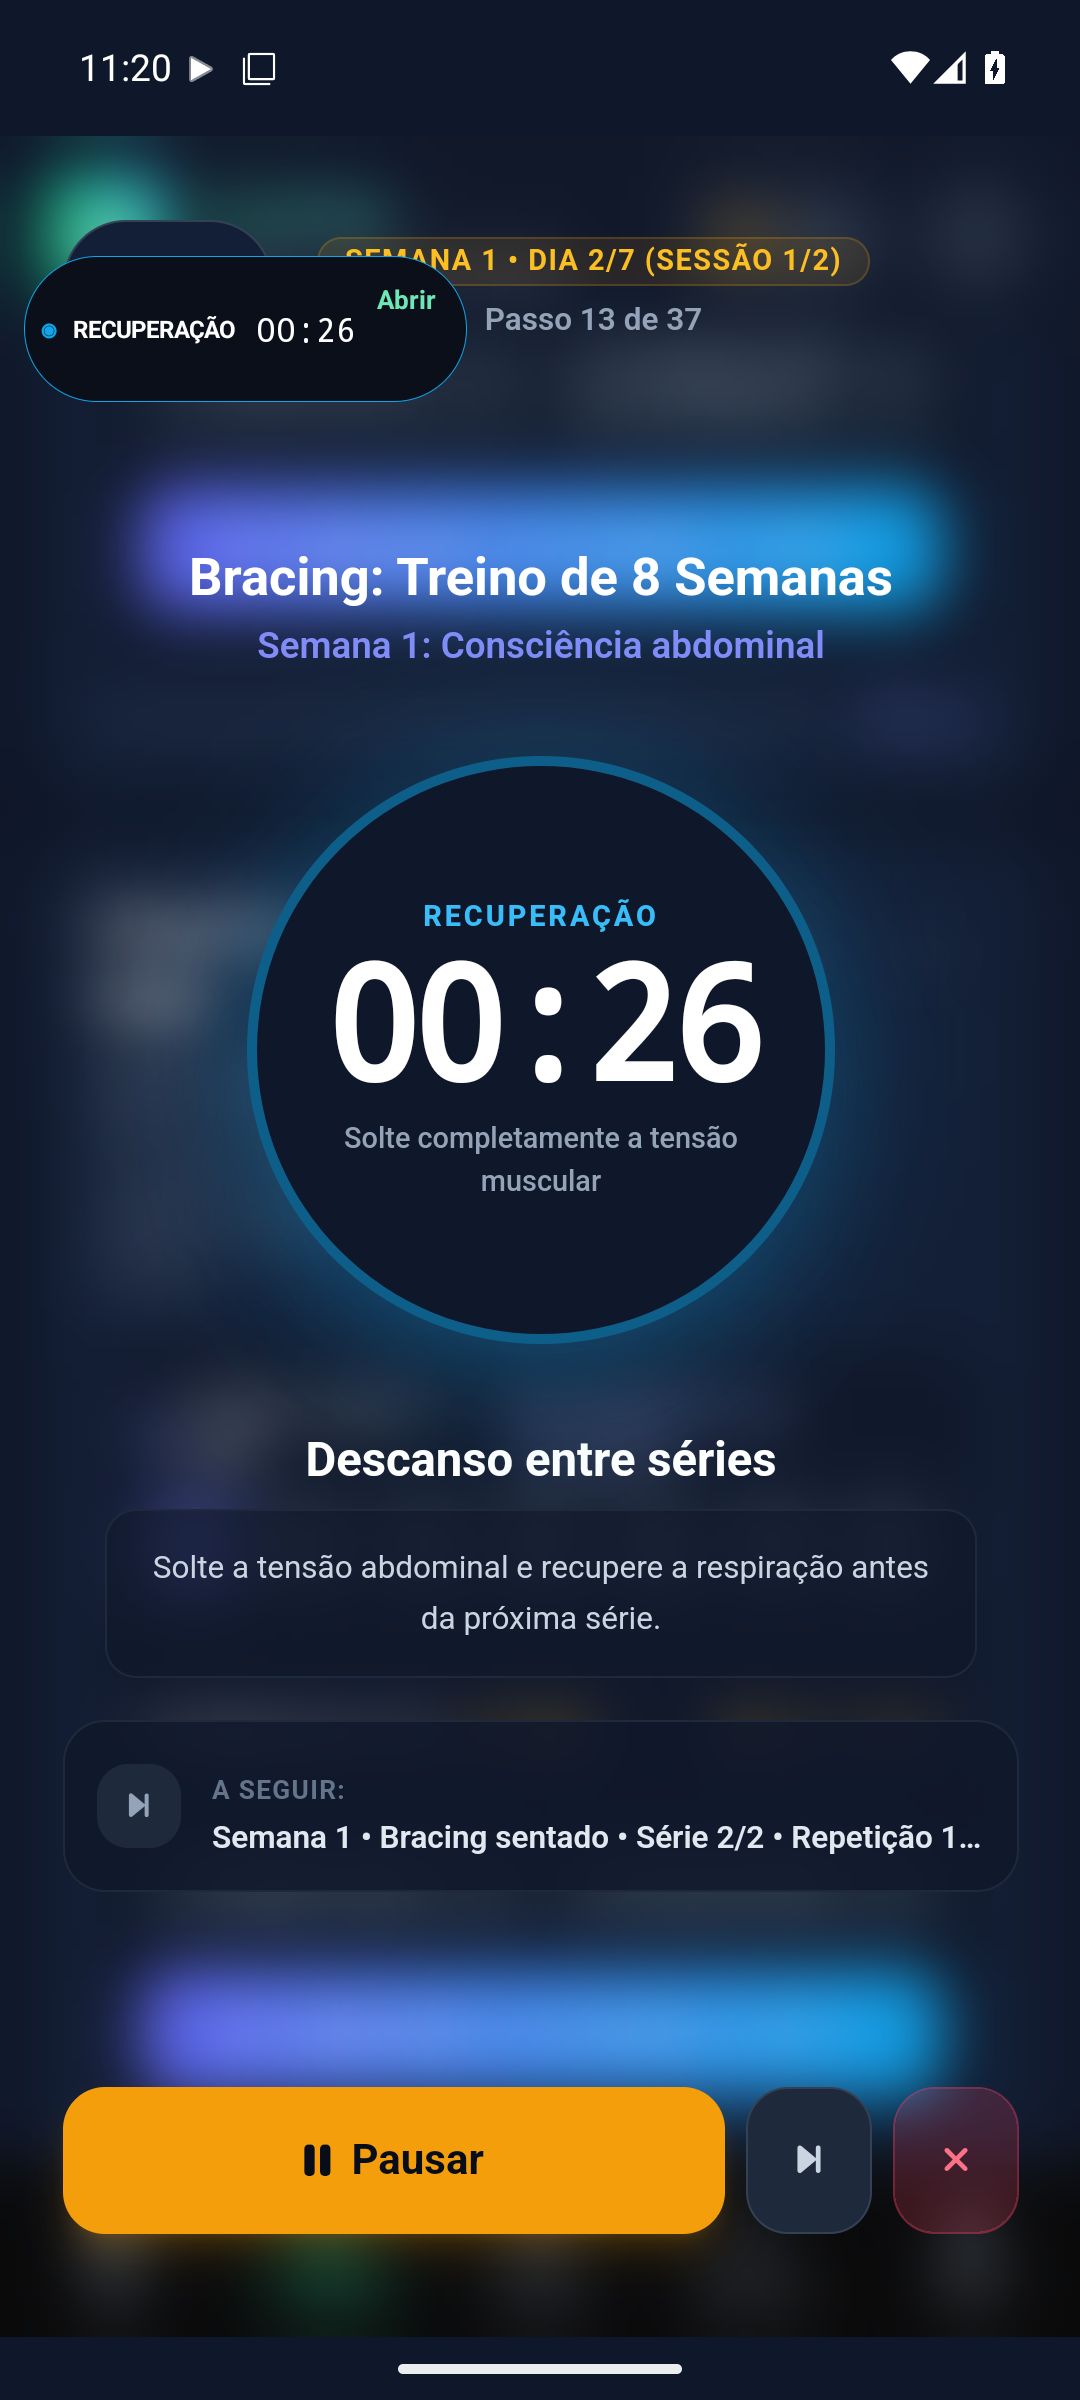 11:20
SEMANA 1 • DIA 2/7 (SESSÃO 1/2)
Abrir
RECUPERAÇÃO 00:26
Passo 13 de 37
Bracing: Treino de 8 Semanas
Semana 1: Consciência abdominal
RECUPERAÇÃO
00:26
Solte completamente a tensão
muscular
Descanso entre séries
Solte a tensão abdominal e recupere a respiração antes
da próxima série.
A SEGUIR:
Semana 1 • Bracing sentado • Série 2/2 • Repetição 1…
Pausar